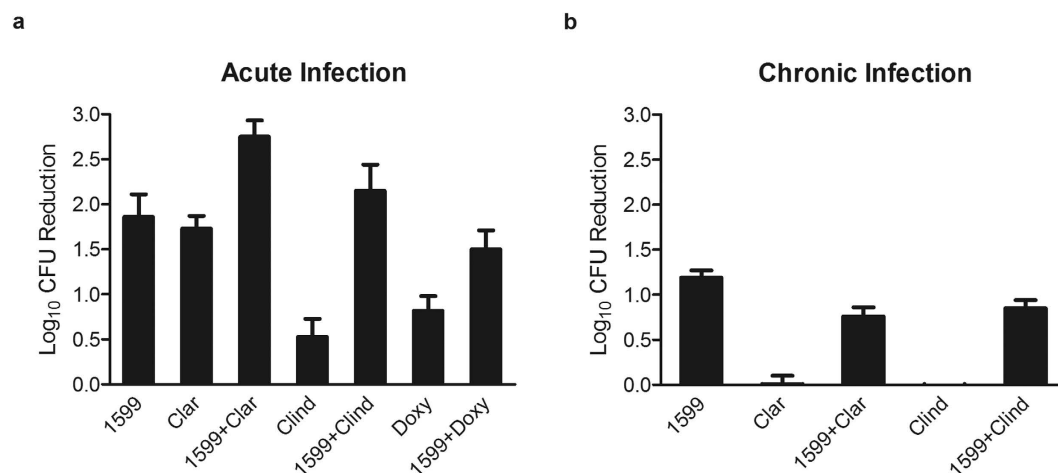 a
Acute Infection
Log10 CFU Reduction
3.0
2.5
2.0
1.5
1.0
0.5
0.0
1599
Clar
1599+Clar
Clind
1599+Clind
Doxy
1599+Doxy
b
Chronic Infection
Log10 CFU Reduction
3.0
2.5
2.0
1.5
1.0
0.5
0.0
1599
Clar
1599+Clar
Clind
1599+Clind